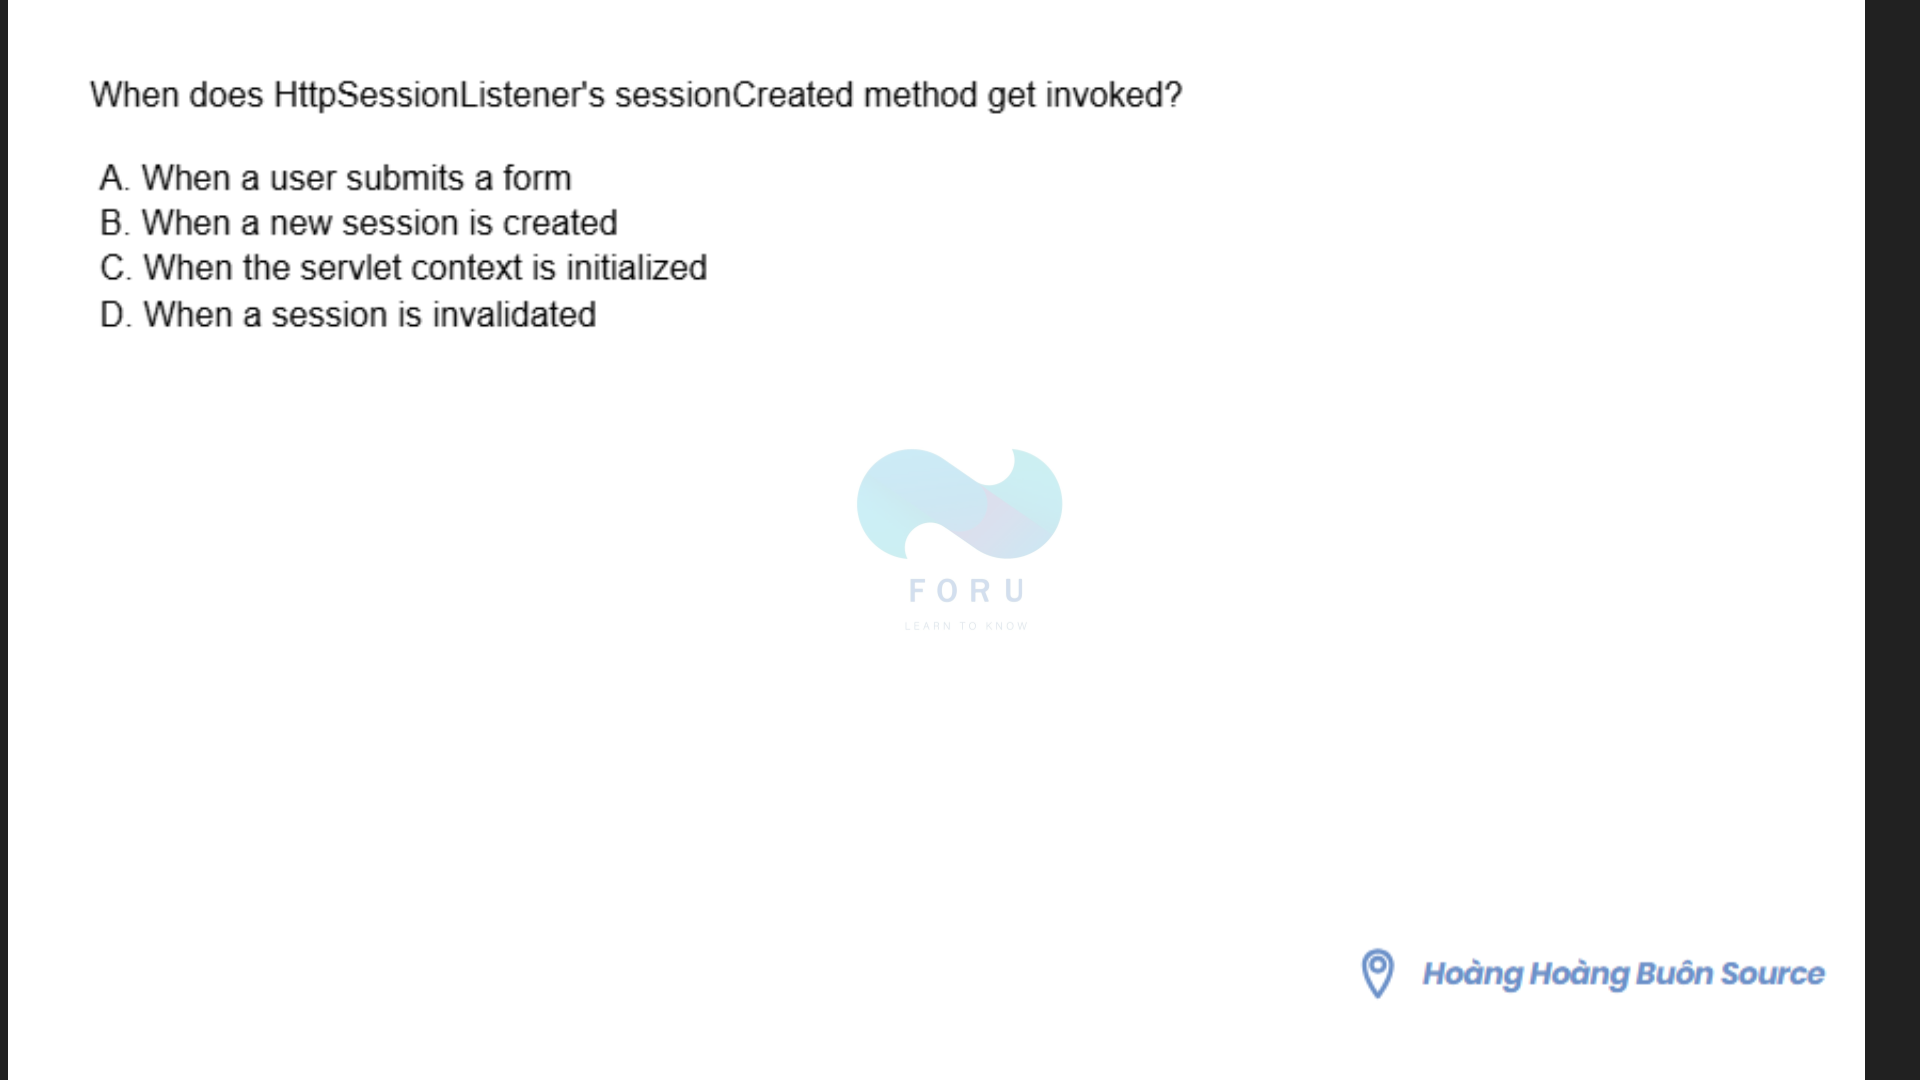 When does HttpSessionListener's sessionCreated method get invoked?
A. When a user submits a form
B. When a new session is created
C. When the servlet context is initialized
D. When a session is invalidated
FORU
LEARN TO KNOW
Hoàng Hoàng Buôn Source